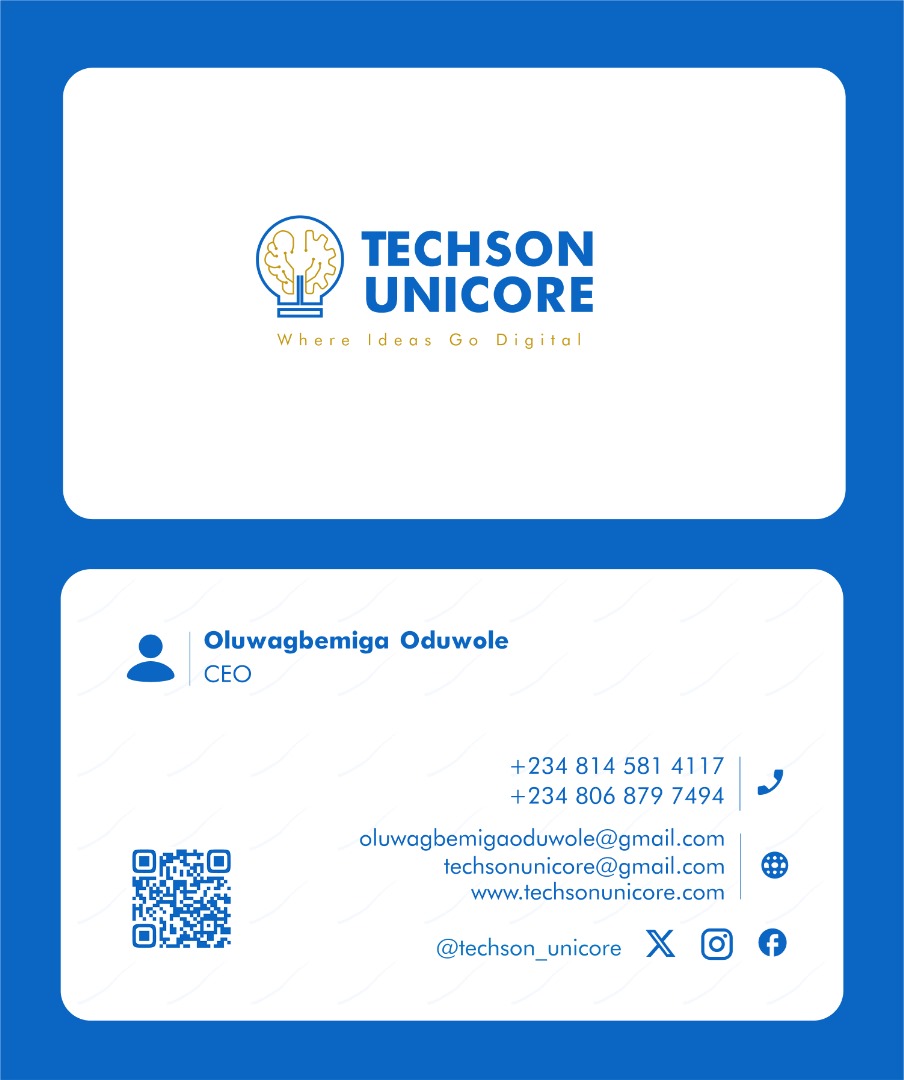 TECHSON
UNICORE
Where Ideas Go Digital
Oluwagbemiga Oduwole
CEO
+234 814 581 4117
+234 806 879 7494
oluwagbemigaoduwole@gmail.com
techsonunicore@gmail.com
www.techsonunicore.com
@techson_unicore